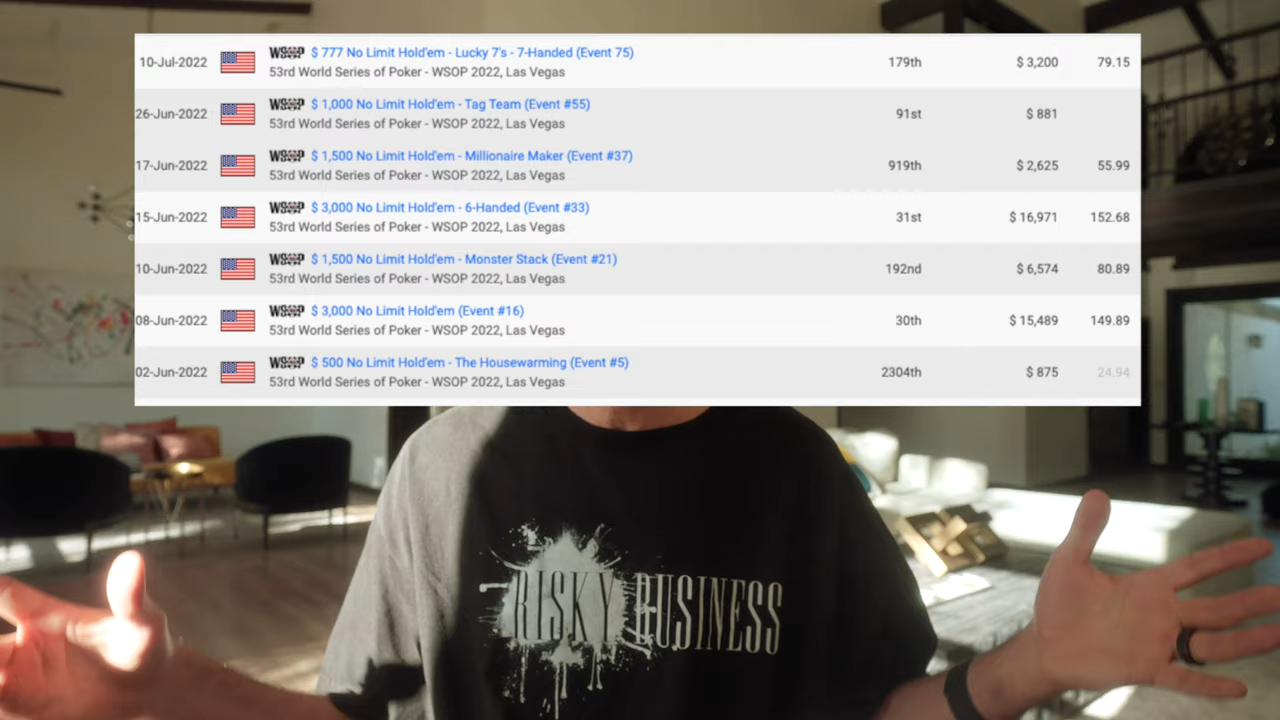 10-Jul-2022 WSOP $ 777 No Limit Hold'em - Lucky 7's - 7-Handed (Event 75) 179th $ 3,200 79.15
53rd World Series of Poker - WSOP 2022, Las Vegas
26-Jun-2022 WSOP $ 1,000 No Limit Hold'em - Tag Team (Event #55) 91st $ 881
53rd World Series of Poker - WSOP 2022, Las Vegas
17-Jun-2022 WSOP $ 1,500 No Limit Hold'em - Millionaire Maker (Event #37) 919th $ 2,625 55.99
53rd World Series of Poker - WSOP 2022, Las Vegas
15-Jun-2022 WSOP $ 3,000 No Limit Hold'em - 6-Handed (Event #33) 31st $ 16,971 152.68
53rd World Series of Poker - WSOP 2022, Las Vegas
10-Jun-2022 WSOP $ 1,500 No Limit Hold'em - Monster Stack (Event #21) 192nd $ 6,574 80.89
53rd World Series of Poker - WSOP 2022, Las Vegas
08-Jun-2022 WSOP $ 3,000 No Limit Hold'em (Event #16) 30th $ 15,489 149.89
53rd World Series of Poker - WSOP 2022, Las Vegas
02-Jun-2022 WSOP $ 500 No Limit Hold'em - The Housewarming (Event #5) 2304th $ 875 24.94
53rd World Series of Poker - WSOP 2022, Las Vegas
RISKY BUSINESS